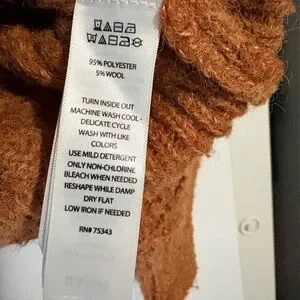 95% POLYESTER
5% WOOL
TURN INSIDE OUT
MACHINE WASH COOL -
DELICATE CYCLE
WASH WITH LIKE
COLORS
USE MILD DETERGENT
ONLY NON-CHLORINE
BLEACH WHEN NEEDED
RESHAPE WHILE DAMP
DRY FLAT
LOW IRON IF NEEDED
RN# 75343